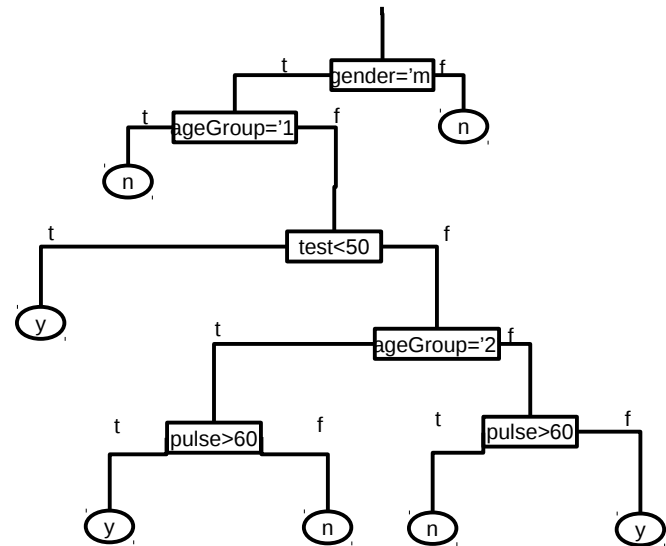 t
gender='m
f
t
ageGroup='1
f
n
n
t
test<50
f
y
t
ageGroup='2
f
t
pulse>60
f
t
pulse>60
f
y
n
n
y